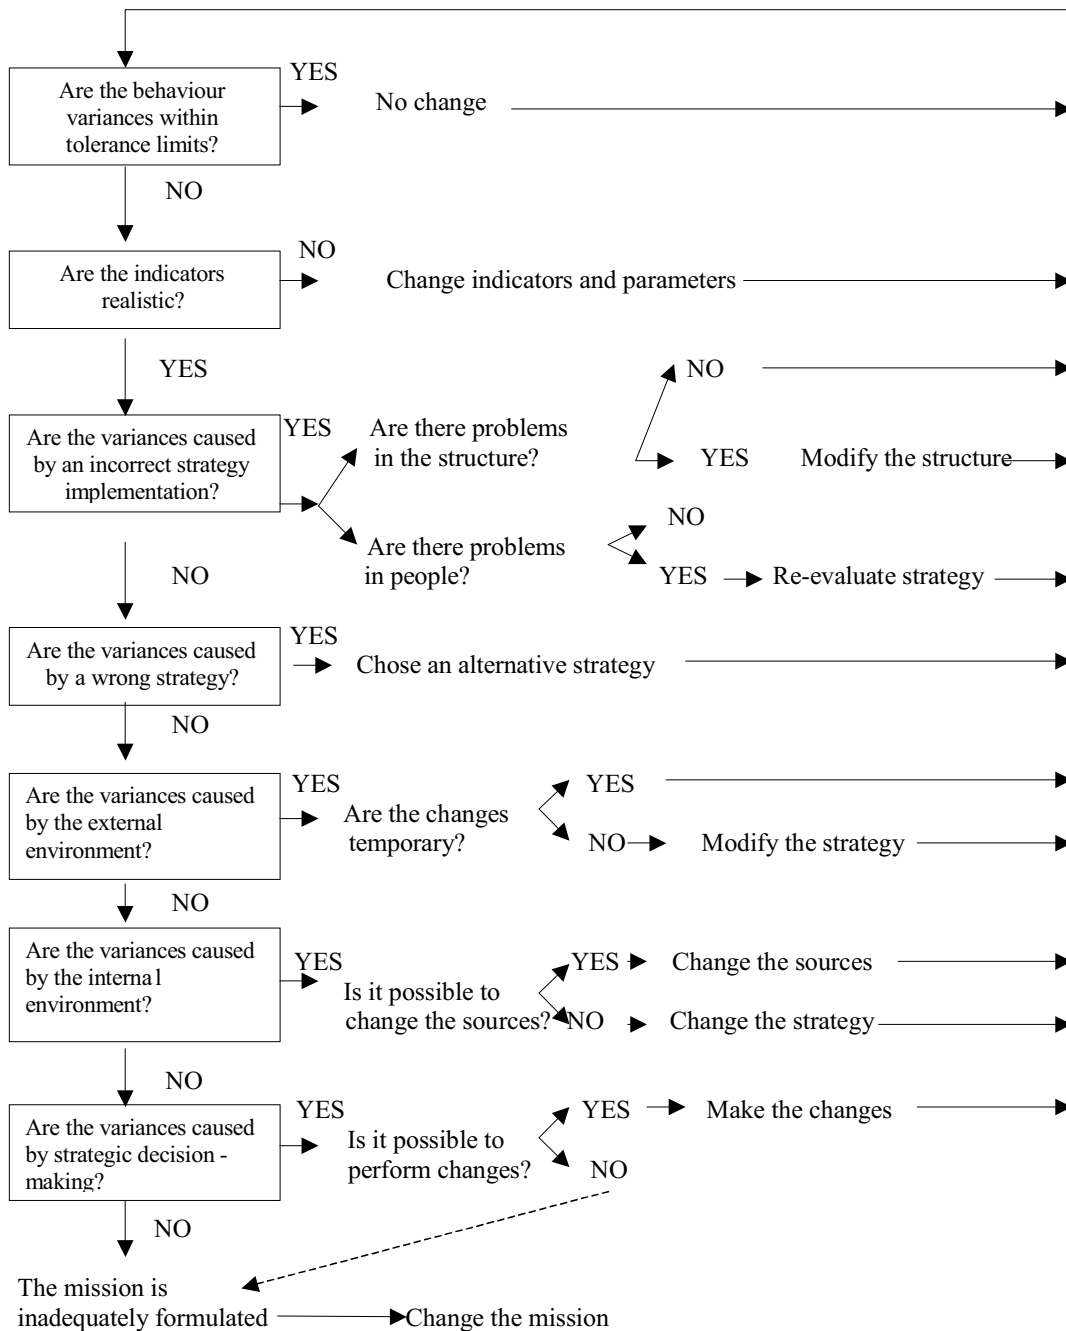 YES
Are the behaviour
variances within
tolerance limits?
No change
NO
NO
Are the indicators
realistic?
Change indicators and parameters
YES
NO
YES
Are the variances caused
by an incorrect strategy
implementation?
Are there problems
in the structure?
YES
Modify the structure
NO
Are there problems
in people?
YES
Re-evaluate strategy
NO
YES
Are the variances caused
by a wrong strategy?
Chose an alternative strategy
NO
YES
Are the variances caused
by the external
environment?
Are the changes
temporary?
YES
NO
Modify the strategy
NO
YES
Are the variances caused
by the internal
environment?
Is it possible to
change the sources?
YES
Change the sources
NO
Change the strategy
NO
YES
Are the variances caused
by strategic decision -
making?
Is it possible to
perform changes?
YES
Make the changes
NO
NO
The mission is
inadequately formulated
Change the mission